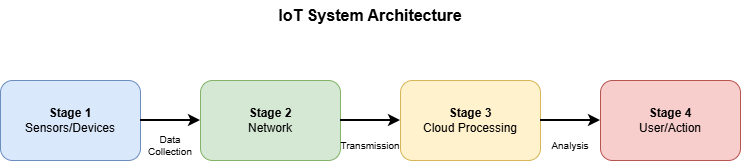 IoT System Architecture
Stage 1
Sensors/Devices
Data
Collection
Stage 2
Network
Transmission
Stage 3
Cloud Processing
Analysis
Stage 4
User/Action